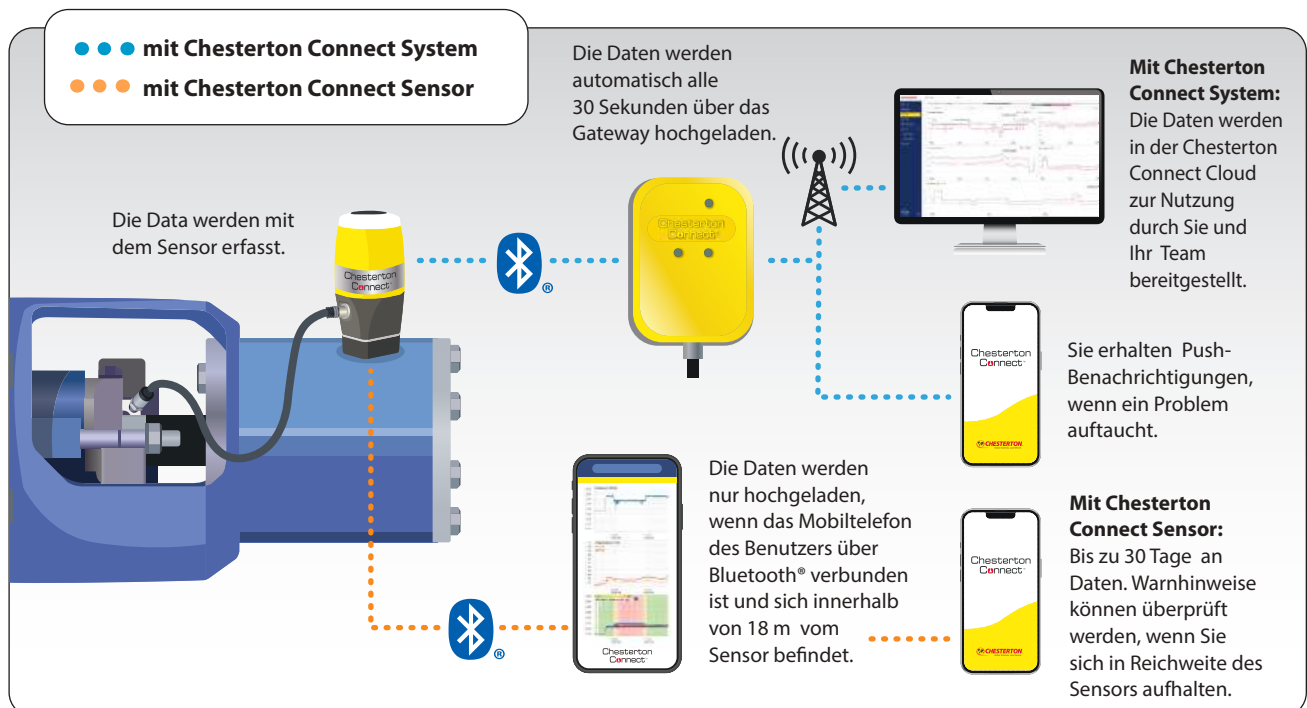 mit Chesterton Connect System
mit Chesterton Connect Sensor
Die Daten werden
automatisch alle
30 Sekunden über das
Gateway hochgeladen.
Mit Chesterton
Connect System:
Die Daten werden
in der Chesterton
Connect Cloud
zur Nutzung
durch Sie und
Ihr Team
bereitgestellt.
Die Data werden mit
dem Sensor erfasst.
Chesterton
Connect
®
Chesterton
Connect
Chesterton
Connect
CHESTERTON
Sie erhalten Push-
Benachrichtigungen,
wenn ein Problem
auftaucht.
®
Chesterton
Connect
Die Daten werden
nur hochgeladen,
wenn das Mobiltelefon
des Benutzers über
Bluetooth® verbunden
ist und sich innerhalb
von 18 m vom
Sensor befindet.
Chesterton
Connect
CHESTERTON
Mit Chesterton
Connect Sensor:
Bis zu 30 Tage an
Daten. Warnhinweise
können überprüft
werden, wenn Sie
sich in Reichweite des
Sensors aufhalten.